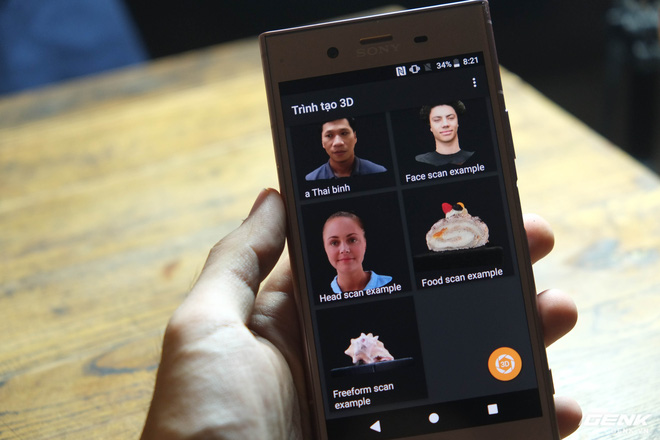 SONY
34% 8:21
Trình tạo 3D
a Thai bình
Face scan example
Head scan example
Food scan example
Freeform scan
example
3D
GENK